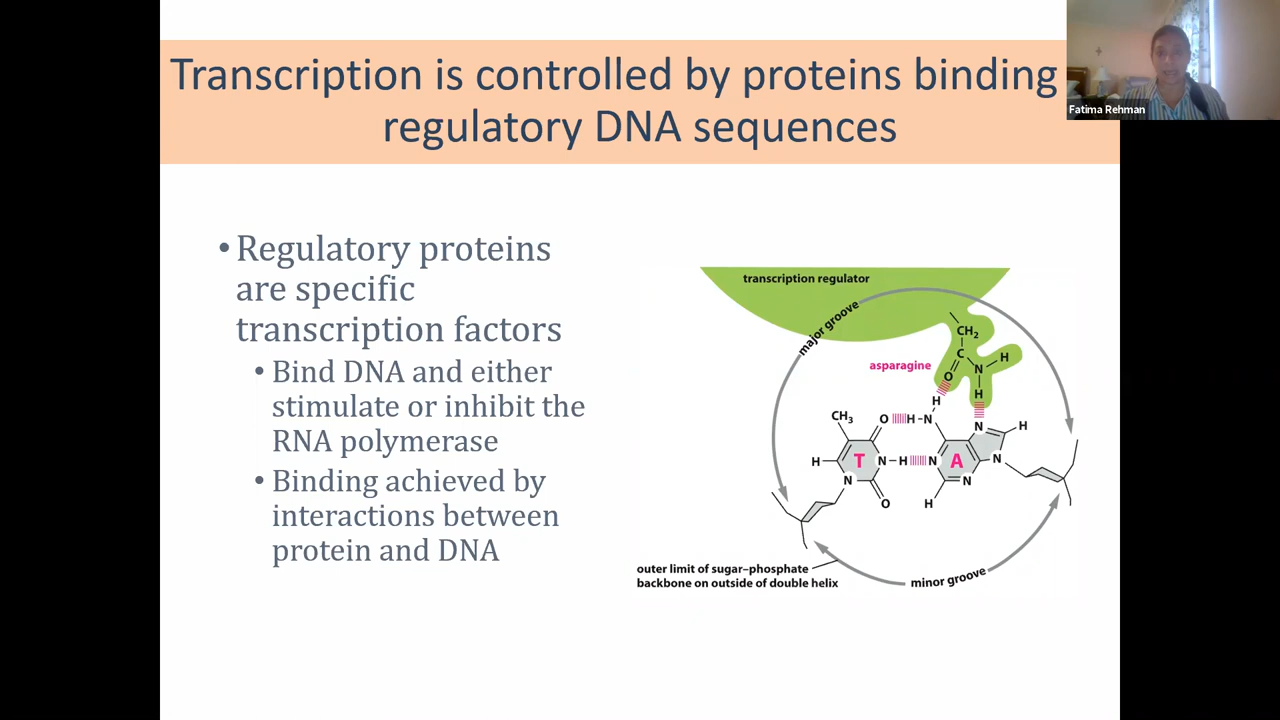 Transcription is controlled by proteins binding
regulatory DNA sequences
Fatima Rehman
• Regulatory proteins
are specific
transcription factors
• Bind DNA and either
stimulate or inhibit the
RNA polymerase
• Binding achieved by
interactions between
protein and DNA
transcription regulator
major groove
CH₂
C
asparagine
O
N
H
H
H
CH₃
O
H–N
N
H
H
T
N–H
N
A
N
N
N
O
H
outer limit of sugar–phosphate
backbone on outside of double helix
minor groove